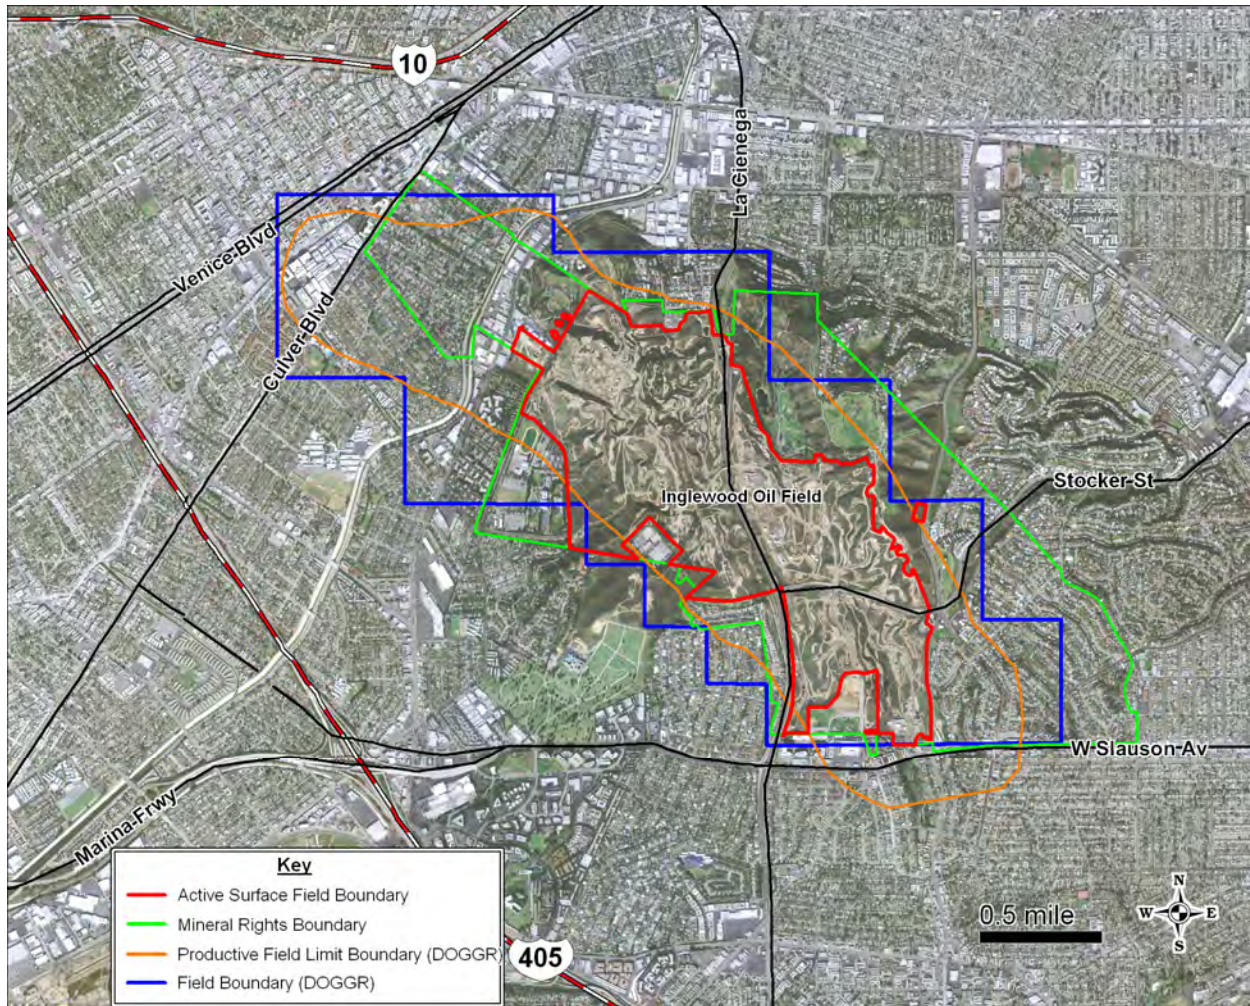 10
La Cienega
Venice Blvd
Culver Blvd
Stocker St
Inglewood Oil Field
W Slauson Av
Marina Frwy
Key
Active Surface Field Boundary
Mineral Rights Boundary
Productive Field Limit Boundary (DOGGR)
Field Boundary (DOGGR)
405
0.5 mile
N
W E
S